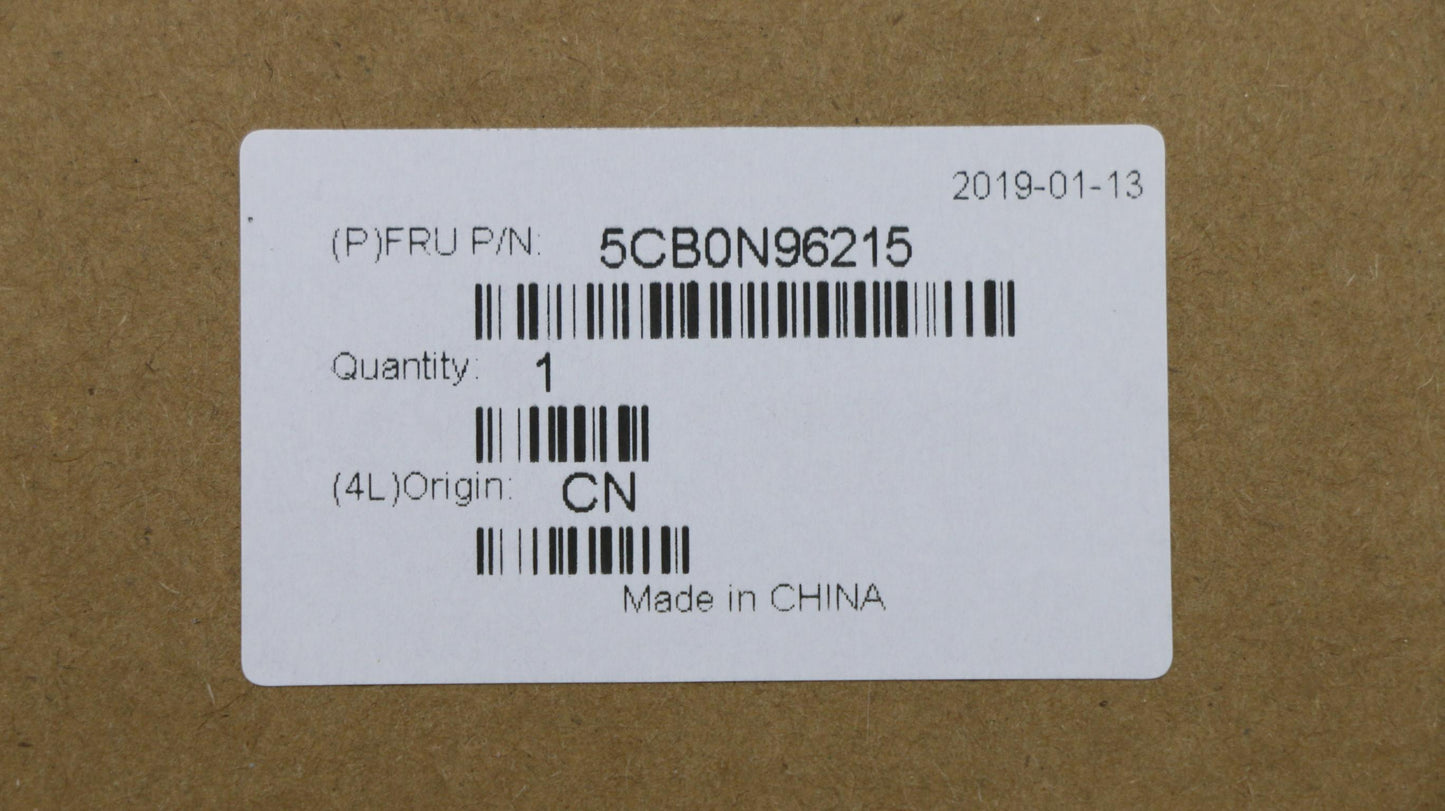 2019-01-13
(P)FRU P/N: 5CB0N96215
Quantity: 1
(4L)Origin: CN
Made in CHINA